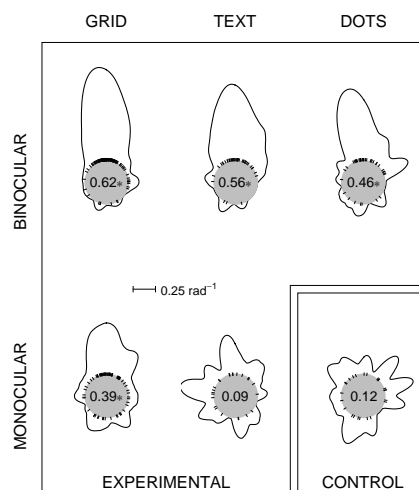 GRID TEXT DOTS
BINOCULAR
0.62* 0.56* 0.46*
0.25 rad⁻¹
MONOCULAR
0.39* 0.09 0.12
EXPERIMENTAL CONTROL